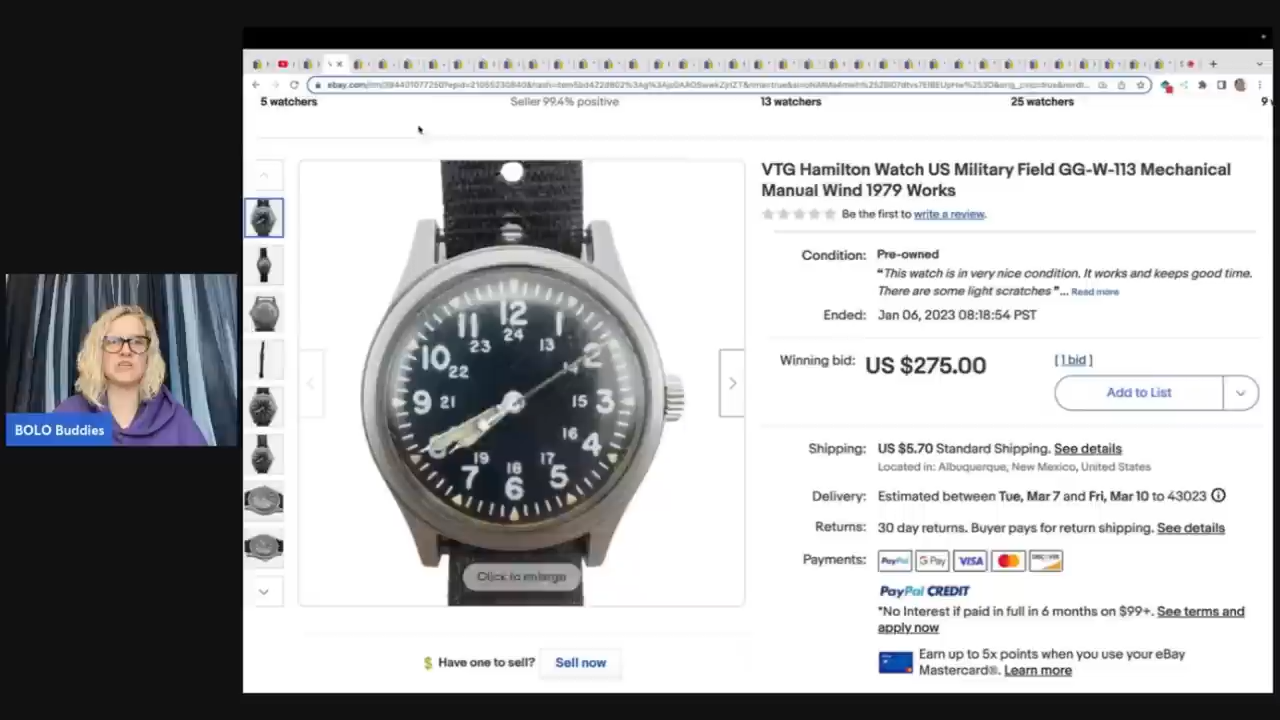 5 watchers
Seller 99.4% positive
13 watchers
25 watchers
VTG Hamilton Watch US Military Field GG-W-113 Mechanical
Manual Wind 1979 Works
Be the first to write a review.
Condition: Pre-owned
"This watch is in very nice condition. It works and keeps good time.
There are some light scratches "... Read more
Ended: Jan 06, 2023 08:18:54 PST
Winning bid: US $275.00 [ 1 bid ]
Add to List
Shipping: US $5.70 Standard Shipping. See details
Located in: Albuquerque, New Mexico, United States
Delivery: Estimated between Tue, Mar 7 and Fri, Mar 10 to 43023
Returns: 30 day returns. Buyer pays for return shipping. See details
Payments: PayPal G Pay VISA MasterCard DISCOVER
PayPal CREDIT
*No Interest if paid in full in 6 months on $99+. See terms and
apply now
Earn up to 5x points when you use your eBay
Mastercard®. Learn more
12
11 1
24
23 13
10 2
22 14
9 21 15 3
16 4
19 17
18
7 5
6
Click to enlarge
$ Have one to sell? Sell now
BOLO Buddies